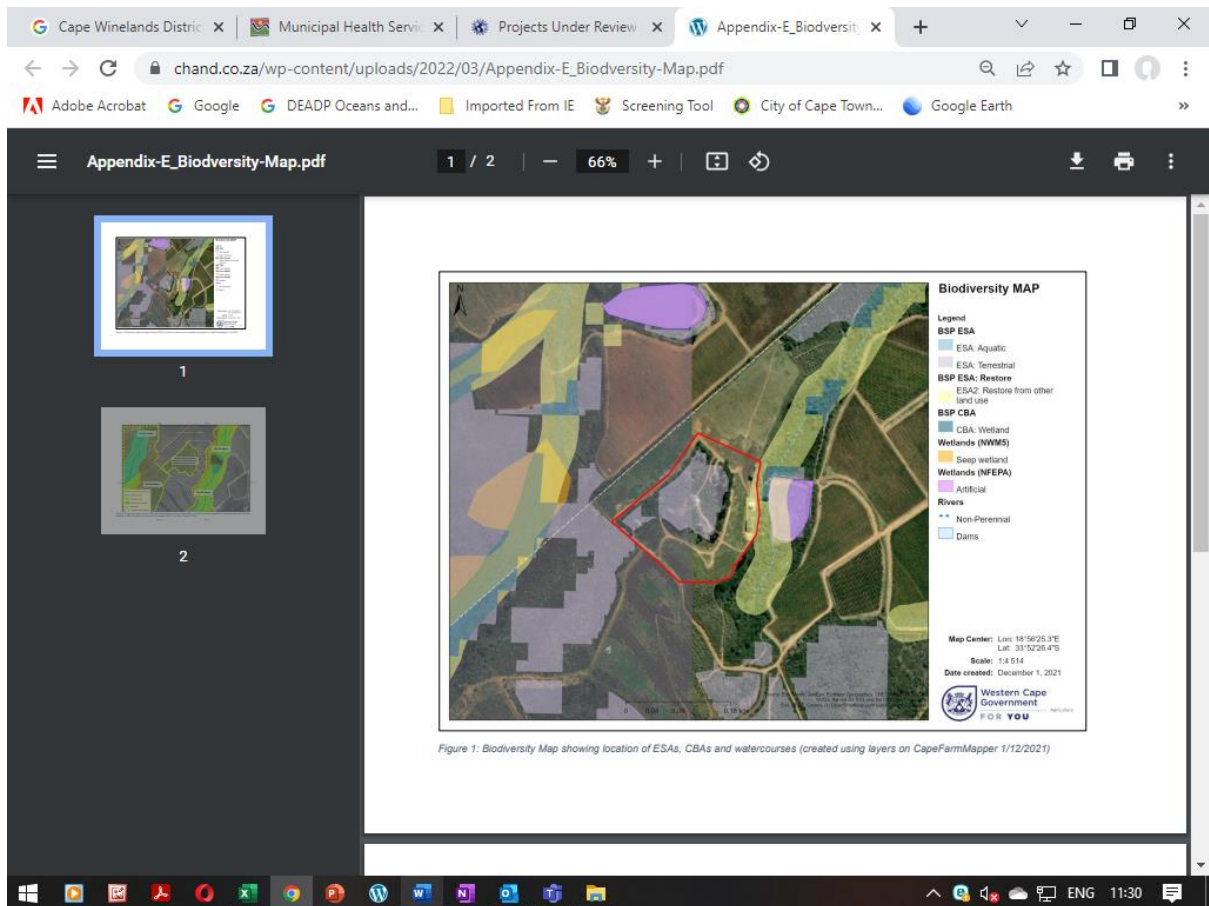 Cape Winelands Distric
Municipal Health Servic
Projects Under Review
Appendix-E_Biodversit
chand.co.za/wp-content/uploads/2022/03/Appendix-E_Biodversity-Map.pdf
Adobe Acrobat
Google
DEADP Oceans and...
Imported From IE
Screening Tool
City of Cape Town...
Google Earth
»
Appendix-E_Biodversity-Map.pdf
1 / 2
66%
1
2
N
Biodiversity MAP
Legend
BSP ESA
ESA: Aquatic
ESA: Terrestrial
BSP ESA: Restore
ESA2: Restore from other
land use
BSP CBA
CBA: Wetland
Wetlands (NWM5)
Seep wetland
Wetlands (NFEPA)
Artificial
Rivers
Non-Perennial
Dams
Map Center: Lon: 18°56'25.3"E
Lat: 33°52'26.4"S
Scale: 1:4 514
Date created: December 1, 2021
Western Cape
Government
Agriculture
FOR YOU
Figure 1: Biodiversity Map showing location of ESAs, CBAs and watercourses (created using layers on CapeFarmMapper 1/12/2021)
ENG 11:30